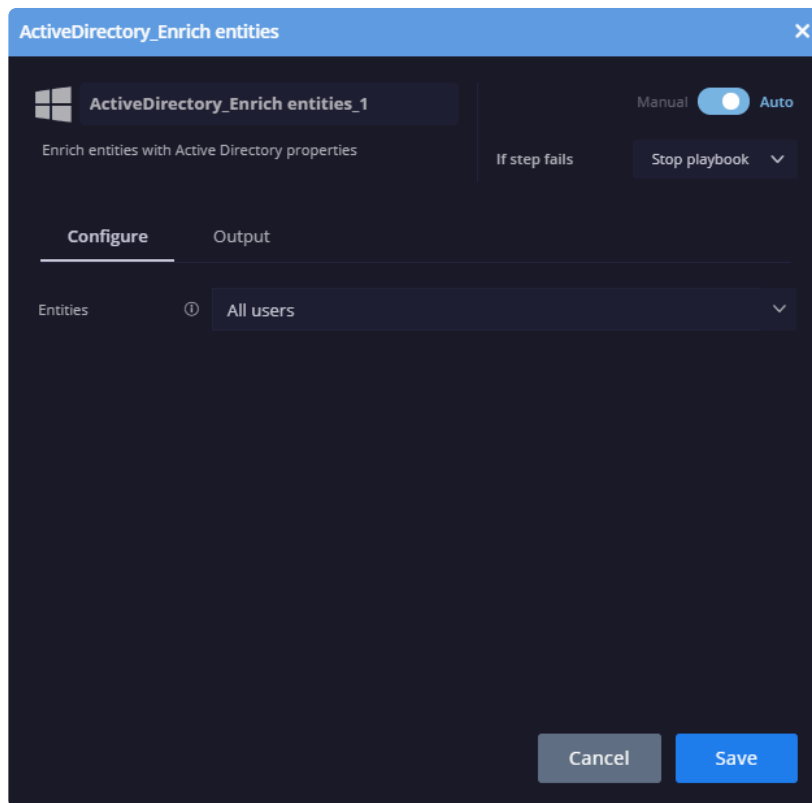 ActiveDirectory_Enrich entities
ActiveDirectory_Enrich entities_1
Manual Auto
Enrich entities with Active Directory properties
If step fails Stop playbook
Configure Output
Entities All users
Cancel Save